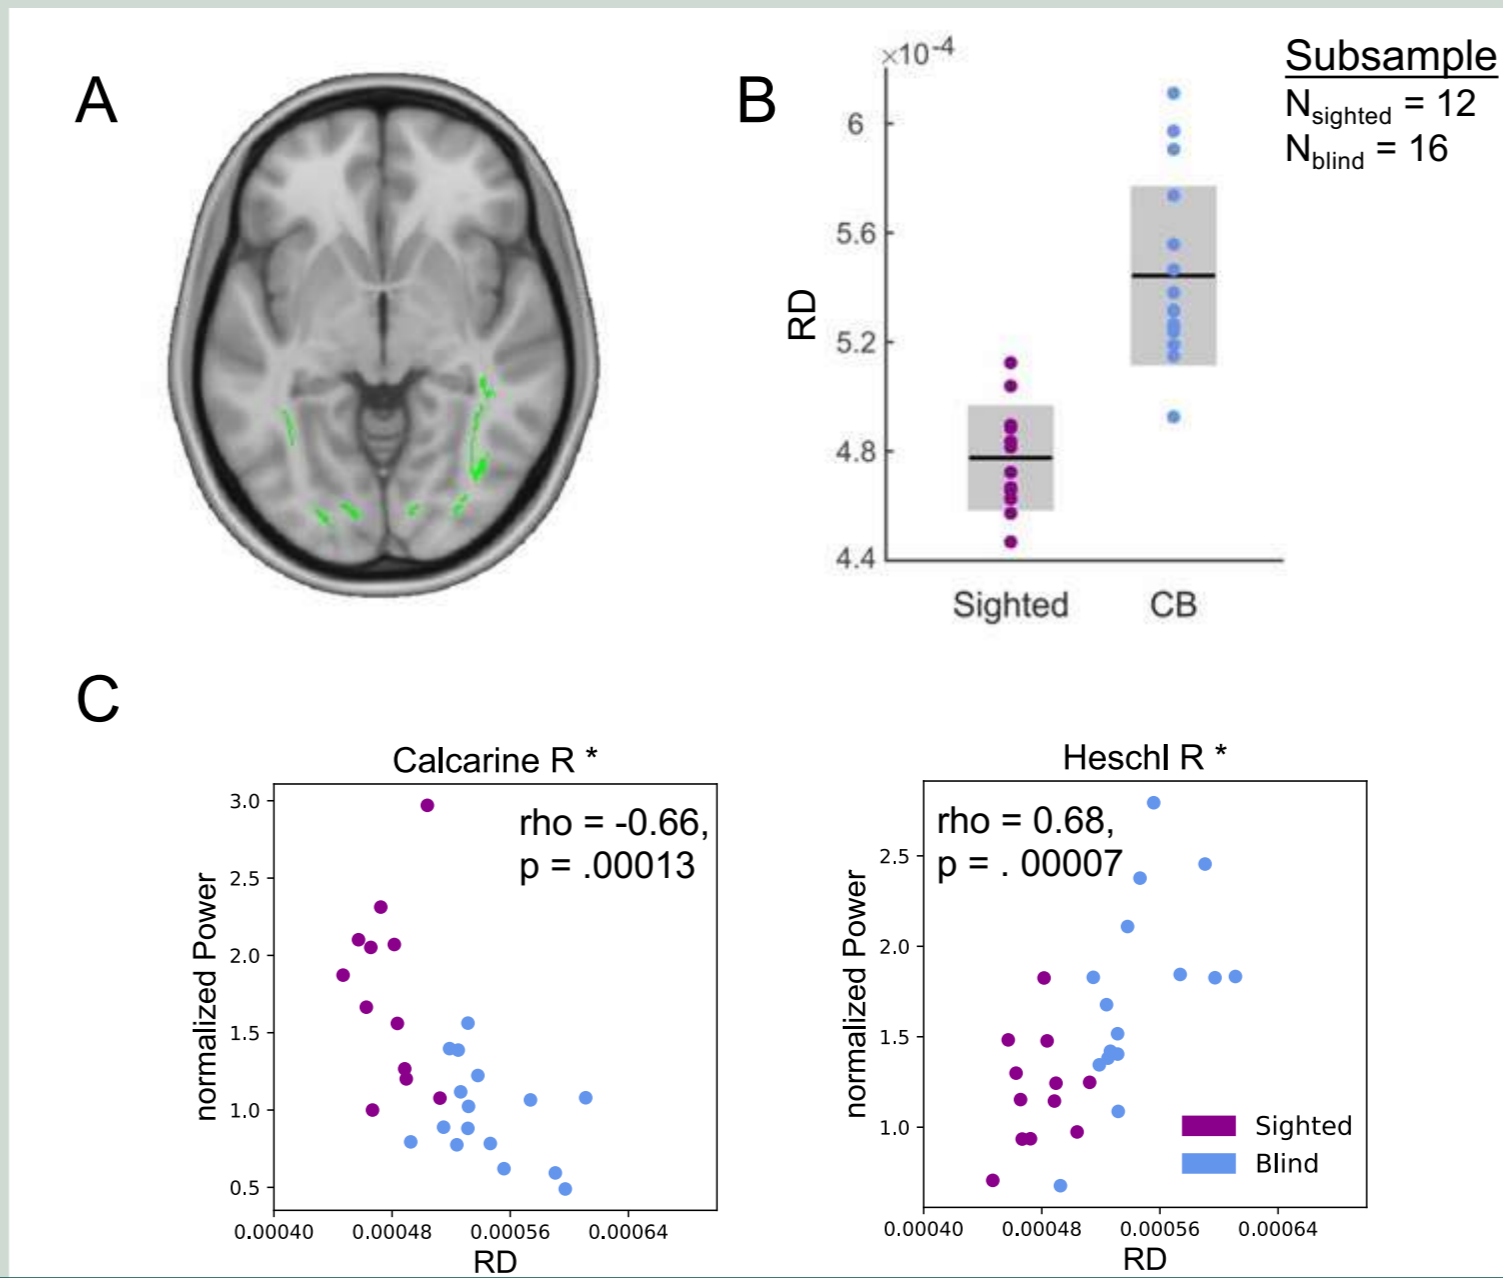 A
B
×10⁻⁴
6
5.6
5.2
4.8
4.4
RD
Sighted
CB
Subsample
Nsighted = 12
Nblind = 16
C
Calcarine R *
rho = -0.66,
p = .00013
normalized Power
3.0
2.5
2.0
1.5
1.0
0.5
0.00040
0.00048
0.00056
0.00064
RD
Heschl R *
rho = 0.68,
p = . 00007
normalized Power
2.5
2.0
1.5
1.0
Sighted
Blind
0.00040
0.00048
0.00056
0.00064
RD